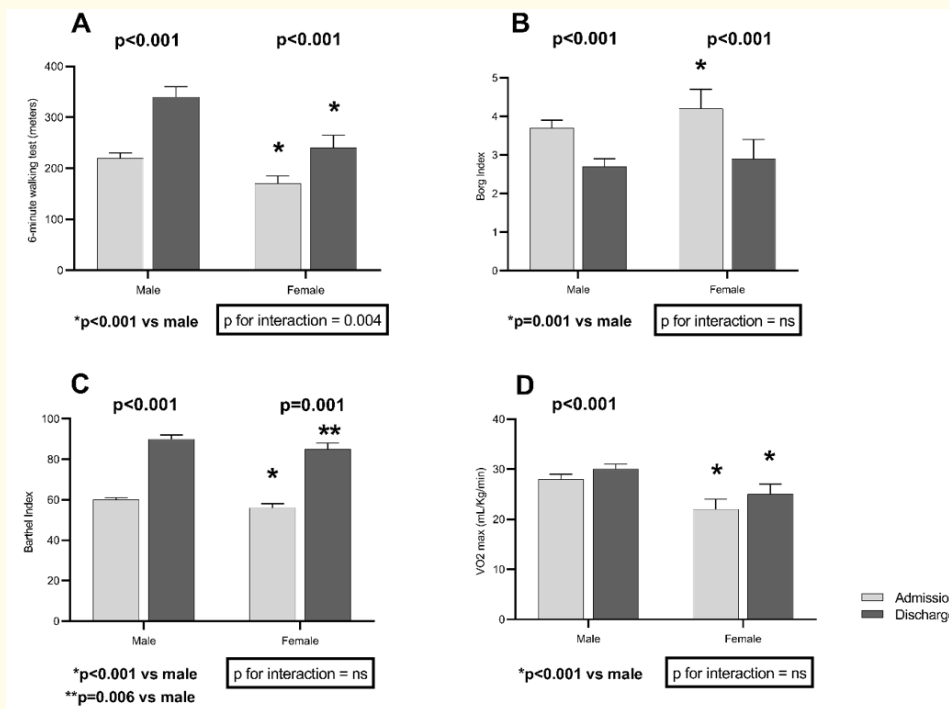 A
p<0.001 p<0.001
6-minute walking test (meters)
400
300
200
100
0
Male Female
*
*
*p<0.001 vs male
p for interaction = 0.004
B
p<0.001 p<0.001
Borg Index
5
4
3
2
1
0
Male Female
*
*p=0.001 vs male
p for interaction = ns
C
p<0.001 p=0.001
Barthel Index
100
80
60
40
20
0
Male Female
*
**
*p<0.001 vs male
**p=0.006 vs male
p for interaction = ns
D
p<0.001
VO2 max (mL/Kg/min)
40
30
20
10
0
Male Female
*
*
*p<0.001 vs male
p for interaction = ns
Admissio
Discharg